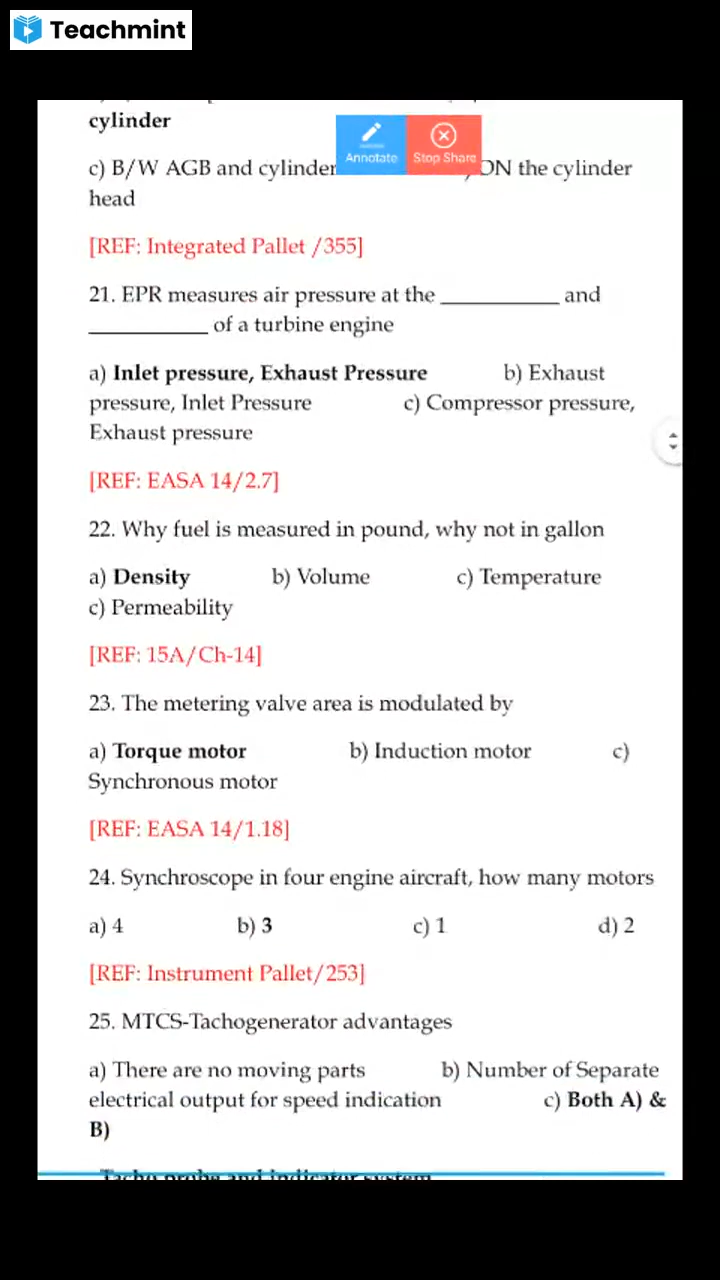 Teachmint
cylinder
Annotate
Stop Share
c) B/W AGB and cylinder ON the cylinder
head
[REF: Integrated Pallet /355]
21. EPR measures air pressure at the ___________ and
___________ of a turbine engine
a) Inlet pressure, Exhaust Pressure b) Exhaust
pressure, Inlet Pressure c) Compressor pressure,
Exhaust pressure
[REF: EASA 14/2.7]
22. Why fuel is measured in pound, why not in gallon
a) Density b) Volume c) Temperature
c) Permeability
[REF: 15A/Ch-14]
23. The metering valve area is modulated by
a) Torque motor b) Induction motor c)
Synchronous motor
[REF: EASA 14/1.18]
24. Synchroscope in four engine aircraft, how many motors
a) 4 b) 3 c) 1 d) 2
[REF: Instrument Pallet/253]
25. MTCS-Tachogenerator advantages
a) There are no moving parts b) Number of Separate
electrical output for speed indication c) Both A) &
B)
Tacho probe and indicator system